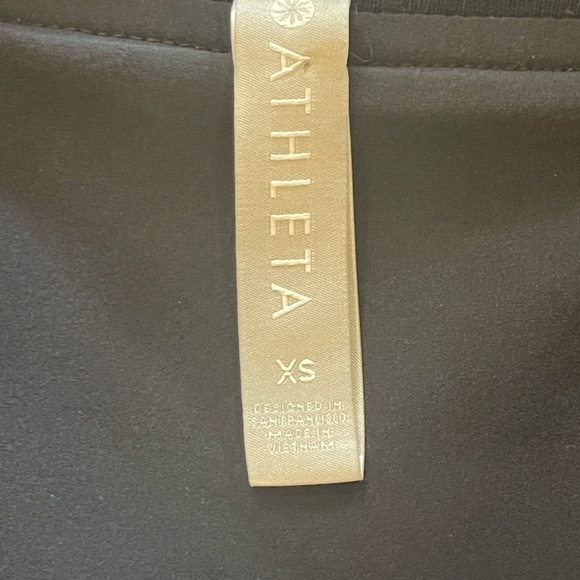 ATHLETA
XS
DESIGNED IN
SAN FRANCISCO
MADE IN
VIETNAM